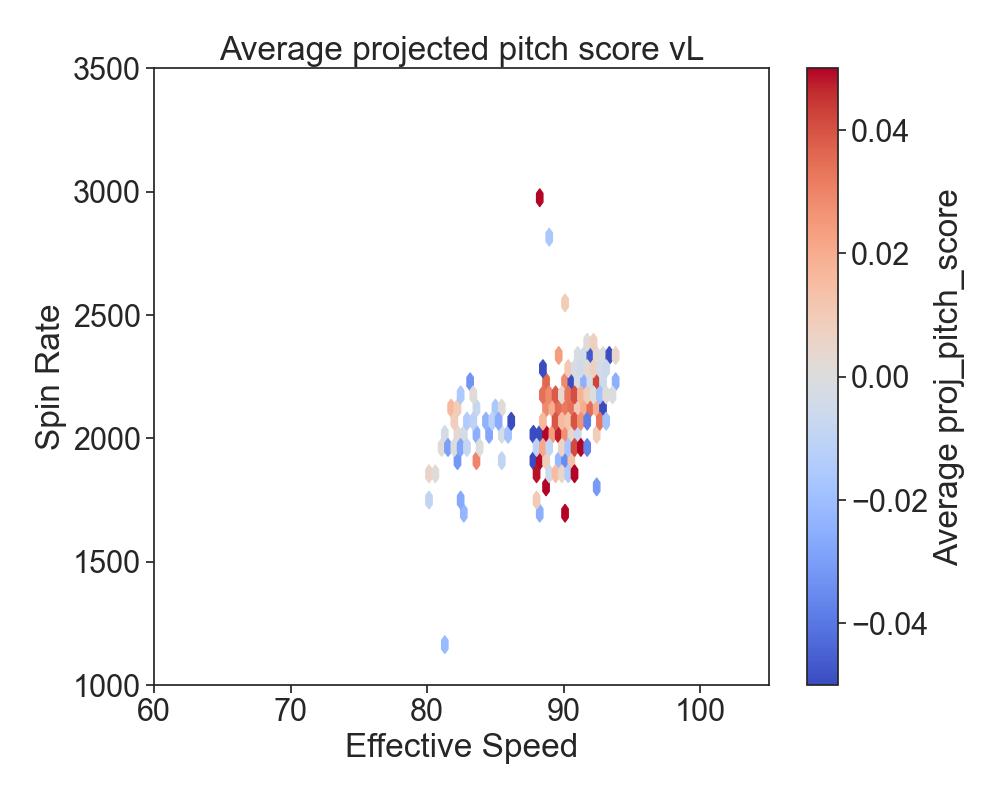 Average projected pitch score vL
3500
3000
2500
2000
1500
1000
Spin Rate
60 70 80 90 100
Effective Speed
0.04
0.02
0.00
−0.02
−0.04
Average proj_pitch_score